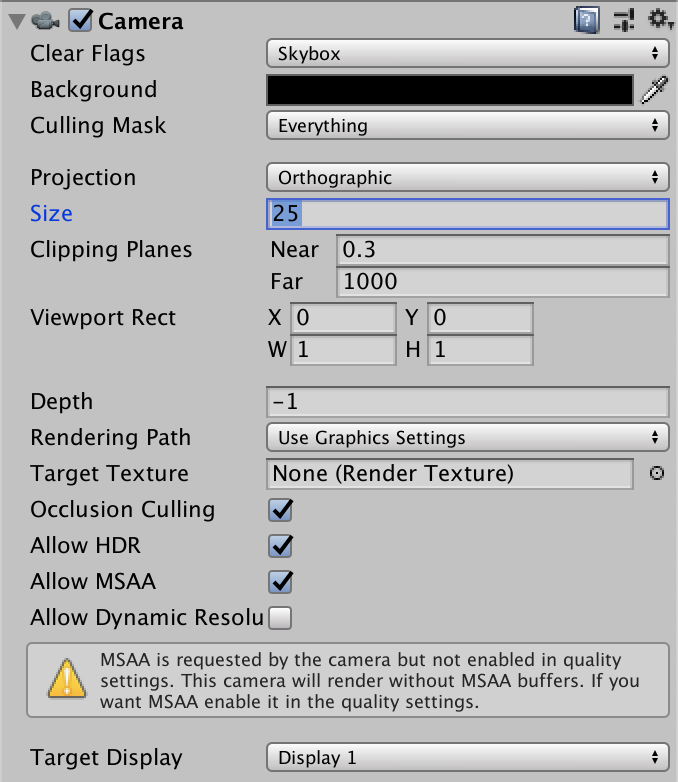 Camera
Clear Flags Skybox
Background
Culling Mask Everything
Projection Orthographic
Size 25
Clipping Planes Near 0.3
Far 1000
Viewport Rect X 0 Y 0
W 1 H 1
Depth -1
Rendering Path Use Graphics Settings
Target Texture None (Render Texture)
Occlusion Culling
Allow HDR
Allow MSAA
Allow Dynamic Resolu
MSAA is requested by the camera but not enabled in quality
settings. This camera will render without MSAA buffers. If you
want MSAA enable it in the quality settings.
Target Display Display 1